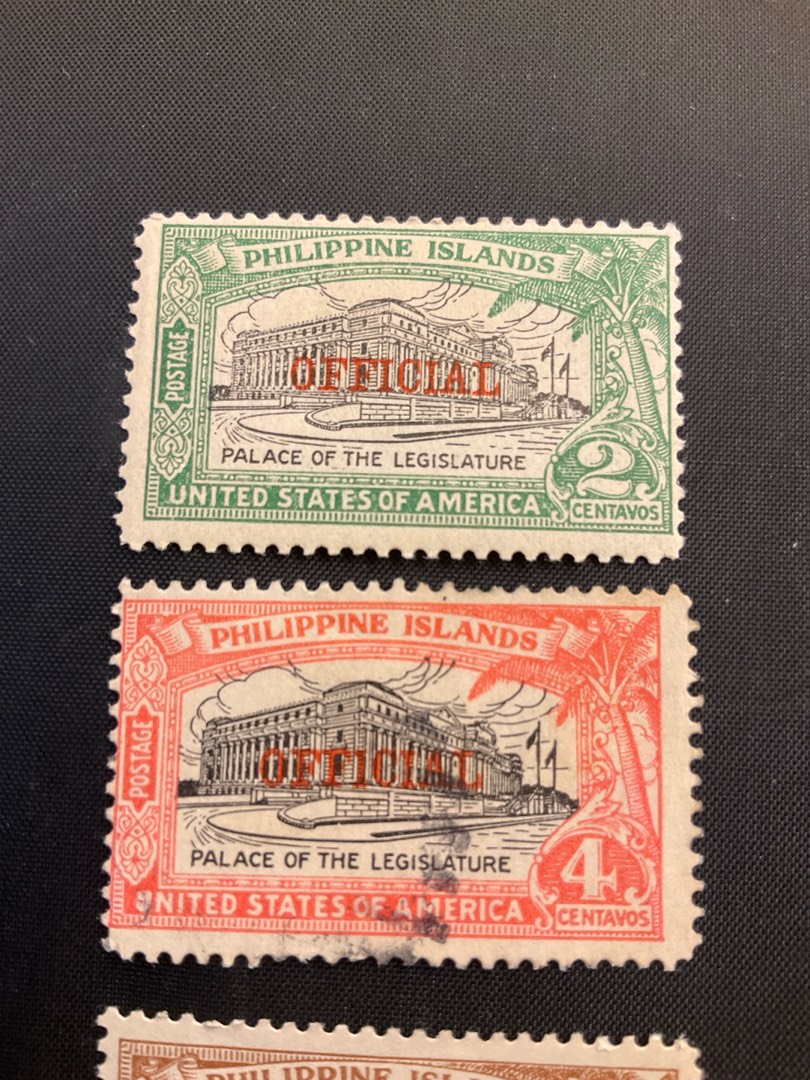 PHILIPPINE ISLANDS
POSTAGE
OFFICIAL
PALACE OF THE LEGISLATURE
2
UNITED STATES OF AMERICA
CENTAVOS
PHILIPPINE ISLANDS
POSTAGE
OFFICIAL
PALACE OF THE LEGISLATURE
4
UNITED STATES OF AMERICA
CENTAVOS
PHILIPPINE